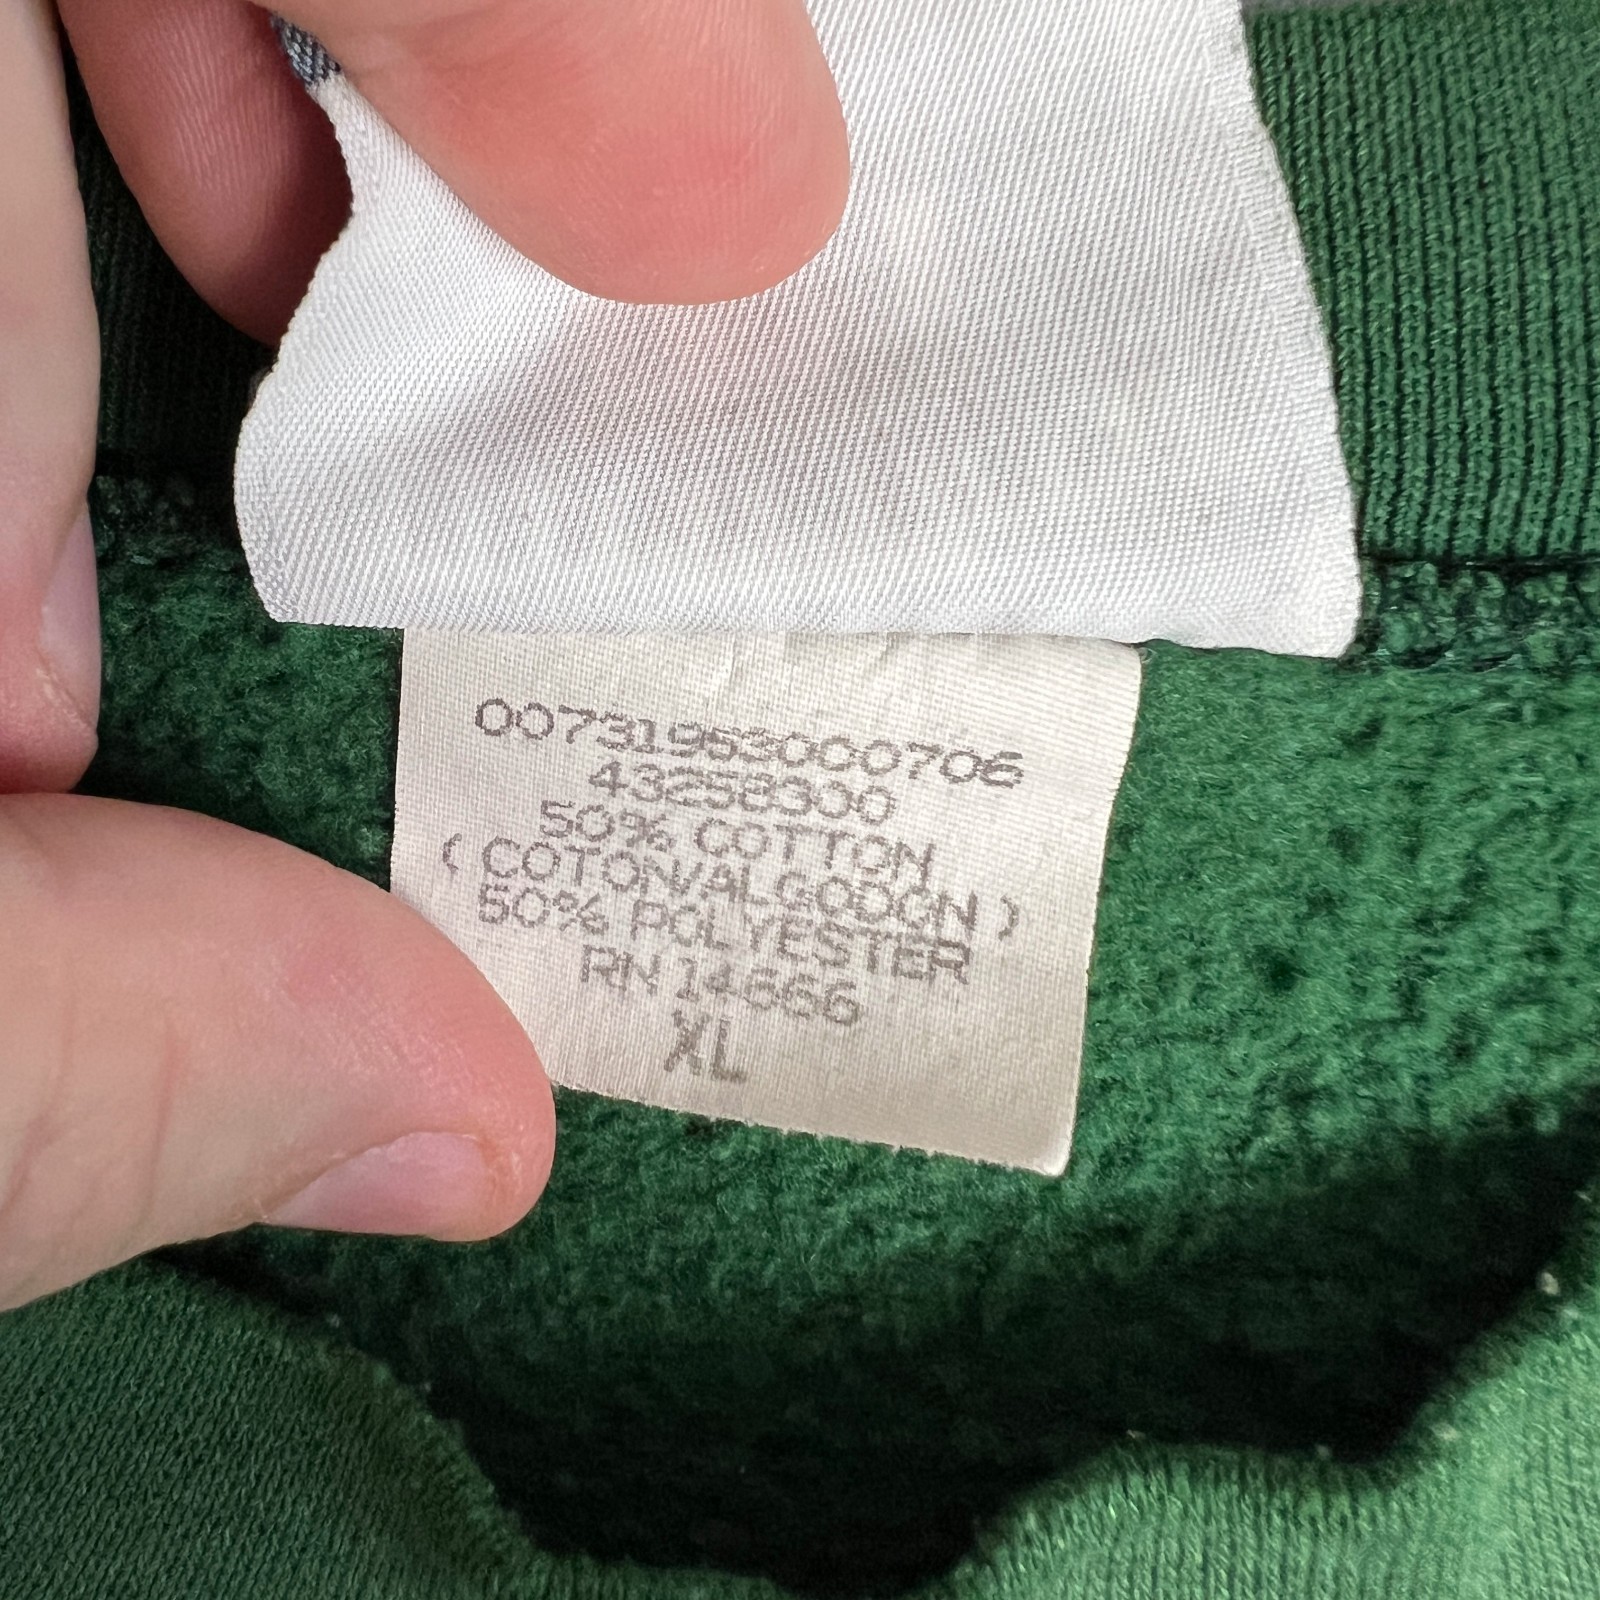 00731953000706
43258300
50% COTTON
( COTON/ALGODON )
50% POLYESTER
RN 14666
XL